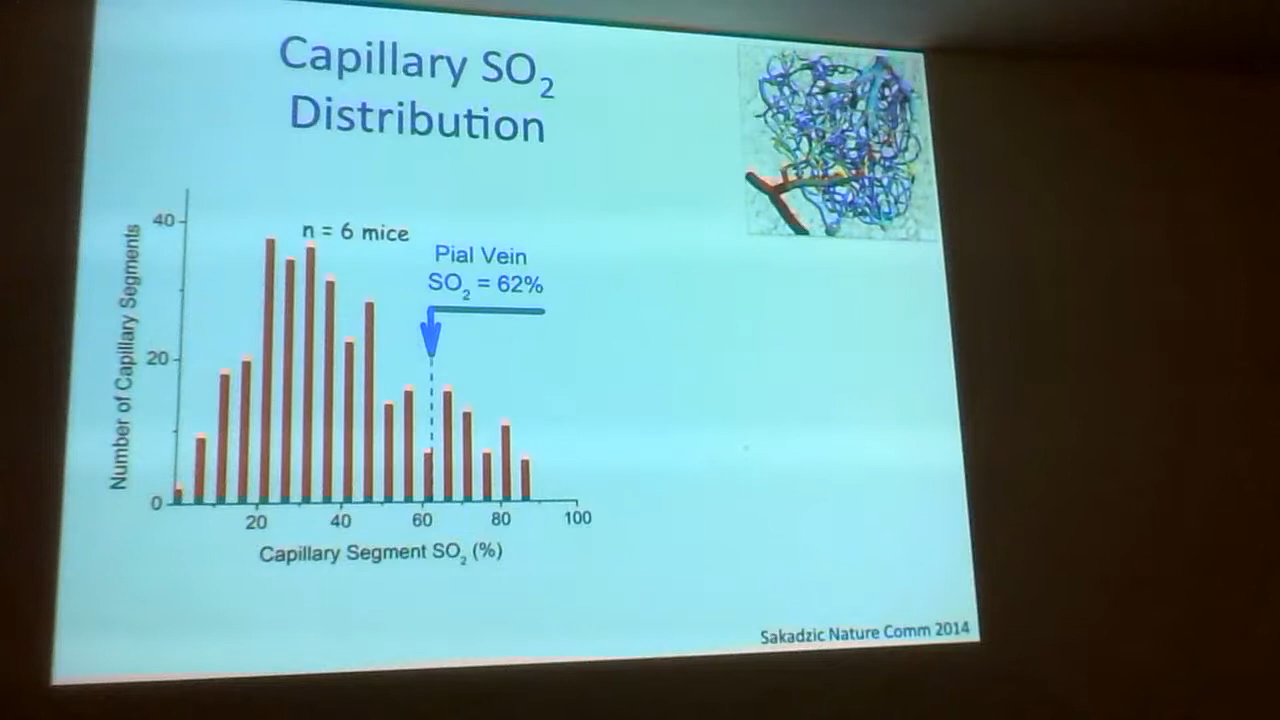 Capillary SO2
Distribution
n = 6 mice
Pial Vein
SO2 = 62%
Number of Capillary Segments
40
20
0
20 40 60 80 100
Capillary Segment SO2 (%)
Sakadzic Nature Comm 2014